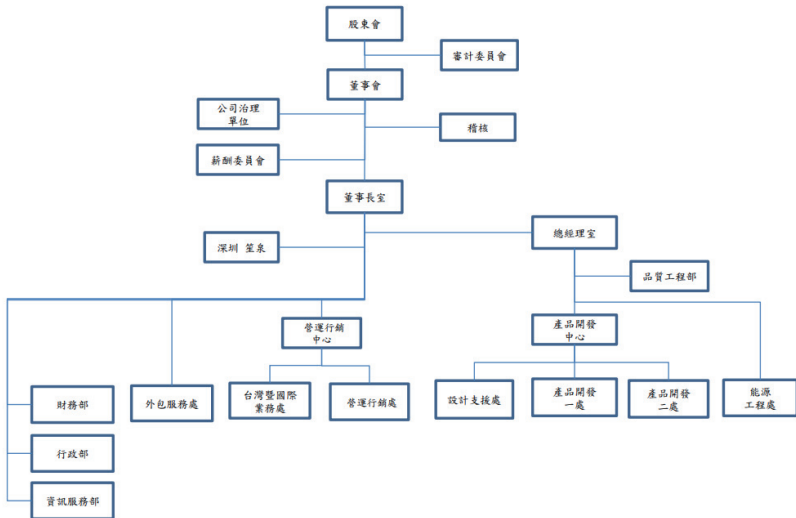 股東會
審計委員會
董事會
公司治理
單位
稽核
薪酬委員會
董事長室
總經理室
深圳 笙泉
品質工程部
營運行銷
中心
產品開發
中心
財務部
外包服務處
台灣暨國際
業務處
營運行銷處
設計支援處
產品開發
一處
產品開發
二處
能源
工程處
行政部
資訊服務部